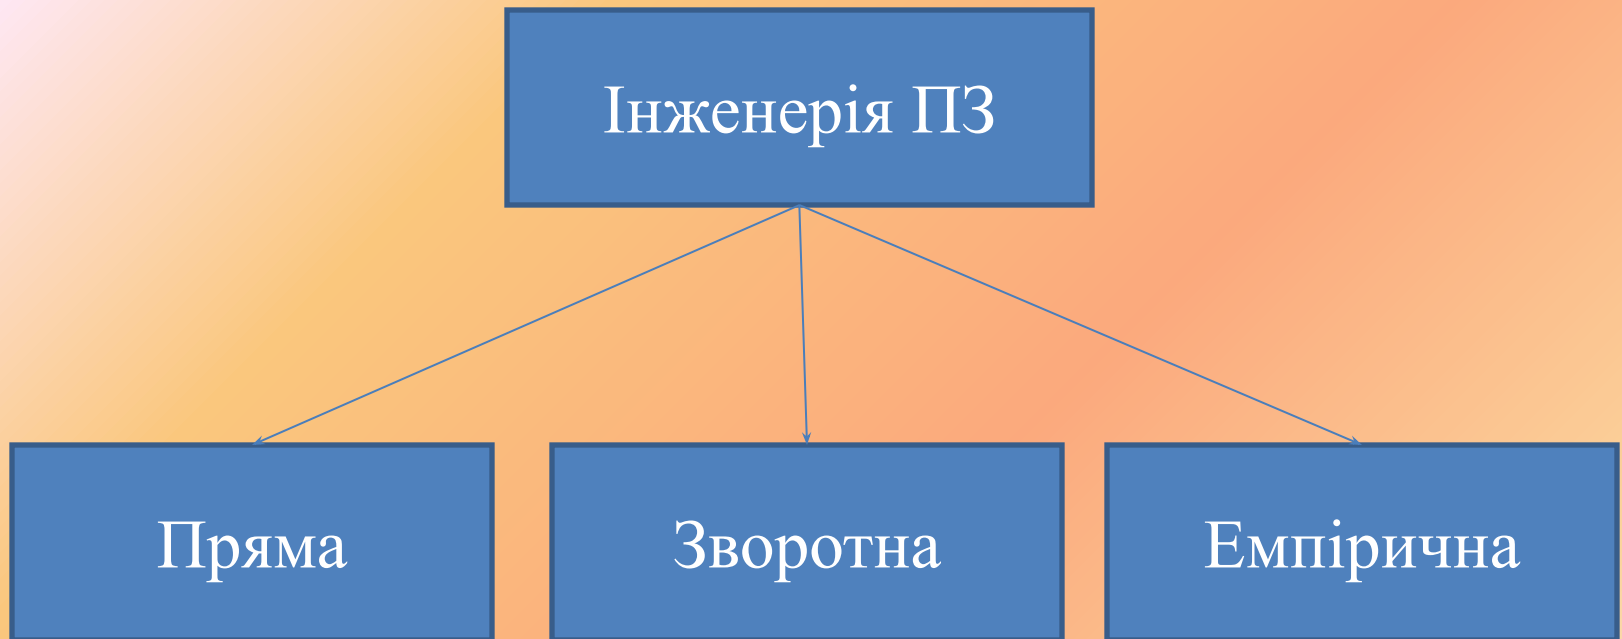 Інженерія ПЗ
Пряма
Зворотна
Емпірична